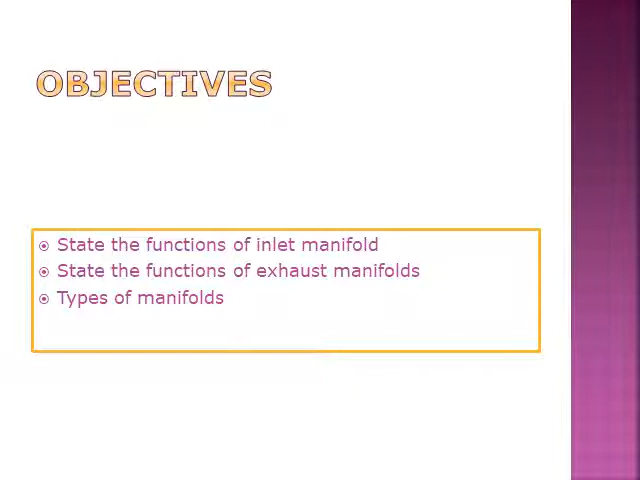 OBJECTIVES
State the functions of inlet manifold
State the functions of exhaust manifolds
Types of manifolds